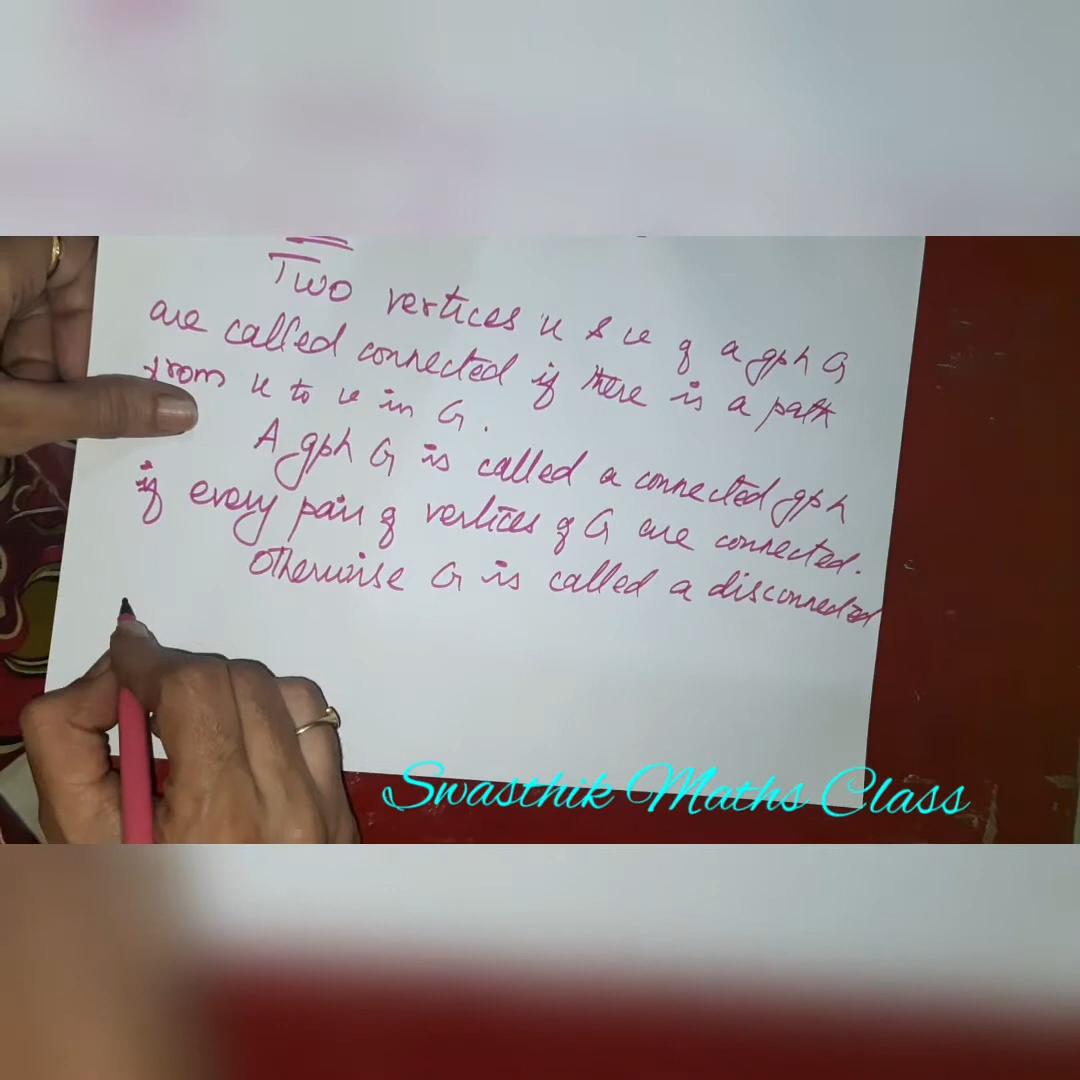 Two vertices u & v of a gph G
are called connected if there is a path
from u to v in G.
A gph G is called a connected gph
if every pair of vertices of G are connected.
Otherwise G is called a disconnected
Swasthik Maths Class